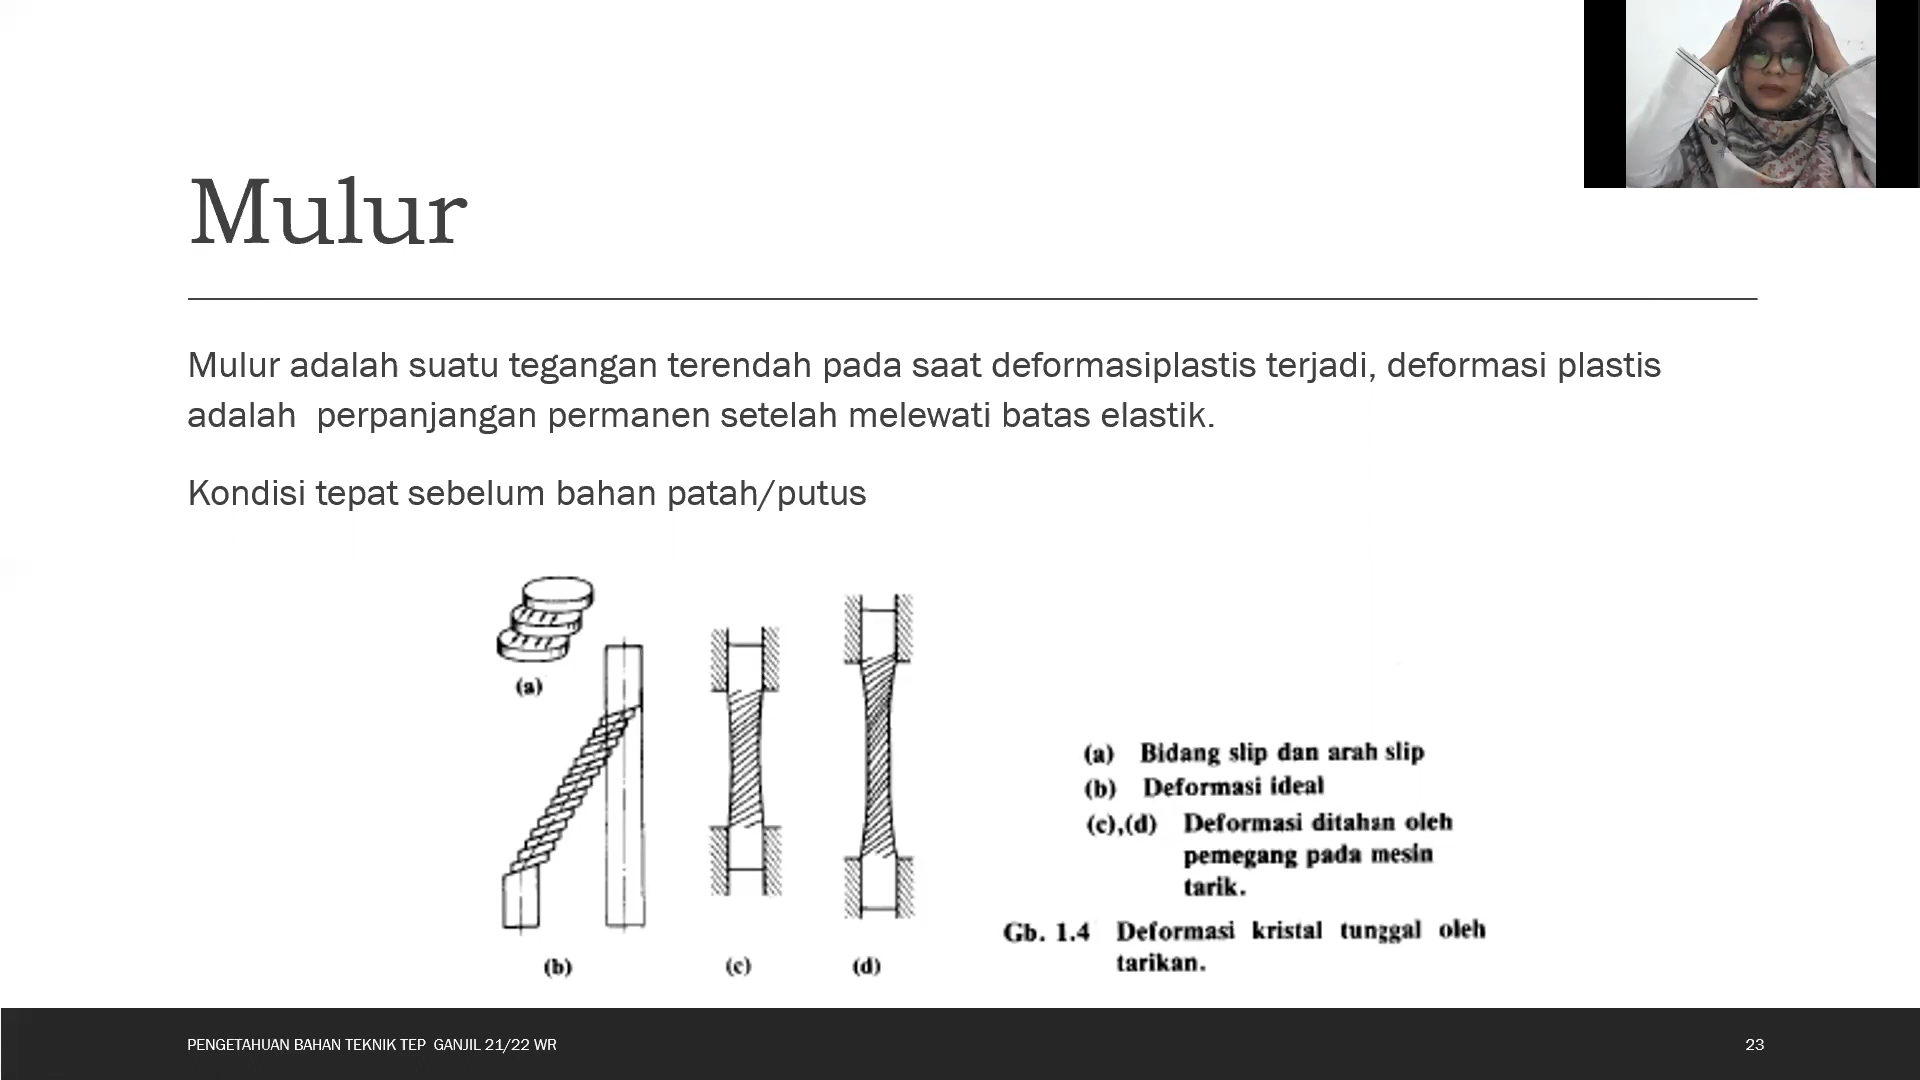 Mulur
Mulur adalah suatu tegangan terendah pada saat deformasiplastis terjadi, deformasi plastis
adalah  perpanjangan permanen setelah melewati batas elastik.
Kondisi tepat sebelum bahan patah/putus
(a)
(b)
(c)
(d)
(a) Bidang slip dan arah slip
(b) Deformasi ideal
(c),(d) Deformasi ditahan oleh
pemegang pada mesin
tarik.
Gb. 1.4 Deformasi kristal tunggal oleh
tarikan.
PENGETAHUAN BAHAN TEKNIK TEP  GANJIL 21/22 WR
23